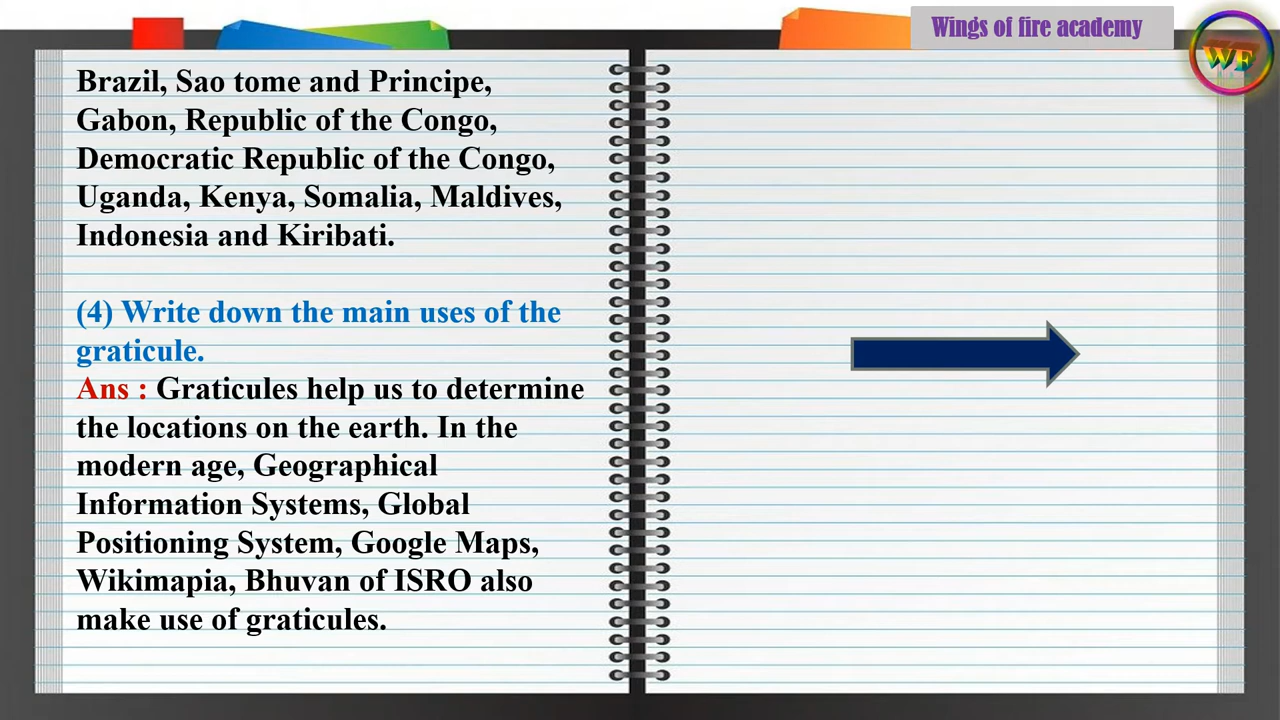 Wings of fire academy
WF
Brazil, Sao tome and Principe,
Gabon, Republic of the Congo,
Democratic Republic of the Congo,
Uganda, Kenya, Somalia, Maldives,
Indonesia and Kiribati.
(4) Write down the main uses of the
graticule.
Ans : Graticules help us to determine
the locations on the earth. In the
modern age, Geographical
Information Systems, Global
Positioning System, Google Maps,
Wikimapia, Bhuvan of ISRO also
make use of graticules.